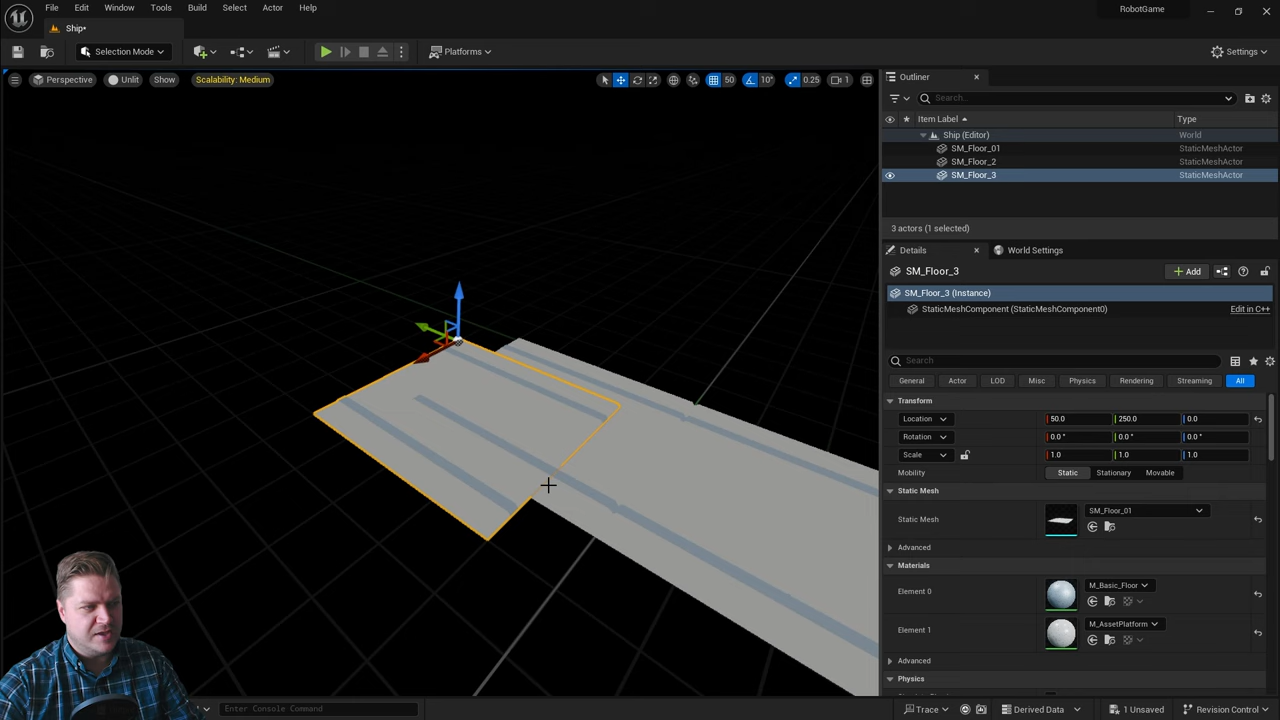 File Edit Window Tools Build Select Actor Help
RobotGame
Ship•
Selection Mode
Platforms
Settings
Perspective Unlit Show Scalability: Medium
50 10° 0.25 1
Outliner
Search...
Item Label Type
Ship (Editor) World
SM_Floor_01 StaticMeshActor
SM_Floor_2 StaticMeshActor
SM_Floor_3 StaticMeshActor
3 actors (1 selected)
Details World Settings
SM_Floor_3
Add
SM_Floor_3 (Instance)
StaticMeshComponent (StaticMeshComponent0) Edit in C++
Search
General Actor LOD Misc Physics Rendering Streaming All
Transform
Location 50.0 250.0 0.0
Rotation 0.0 ° 0.0 ° 0.0 °
Scale 1.0 1.0 1.0
Mobility Static Stationary Movable
Static Mesh
Static Mesh SM_Floor_01
Advanced
Materials
Element 0 M_Basic_Floor
Element 1 M_AssetPlatform
Advanced
Physics
Enter Console Command
Trace Derived Data 1 Unsaved Revision Control